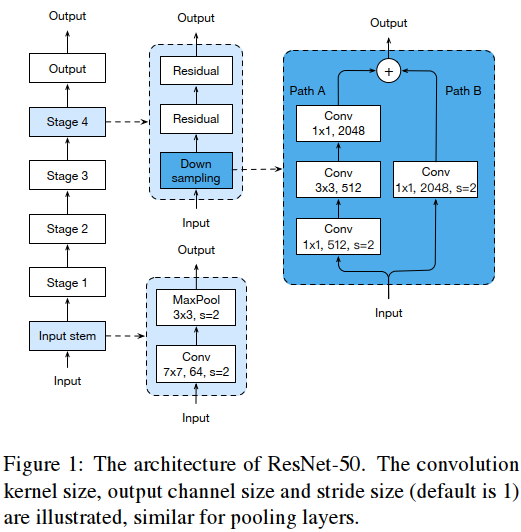 Output
Output
Stage 4
Stage 3
Stage 2
Stage 1
Input stem
Input
Output
Residual
Residual
Down
sampling
Input
Output
MaxPool
3x3, s=2
Conv
7x7, 64, s=2
Input
Output
+
Path A
Path B
Conv
1x1, 2048
Conv
3x3, 512
Conv
1x1, 512, s=2
Conv
1x1, 2048, s=2
Input
Figure 1: The architecture of ResNet-50. The convolution
kernel size, output channel size and stride size (default is 1)
are illustrated, similar for pooling layers.